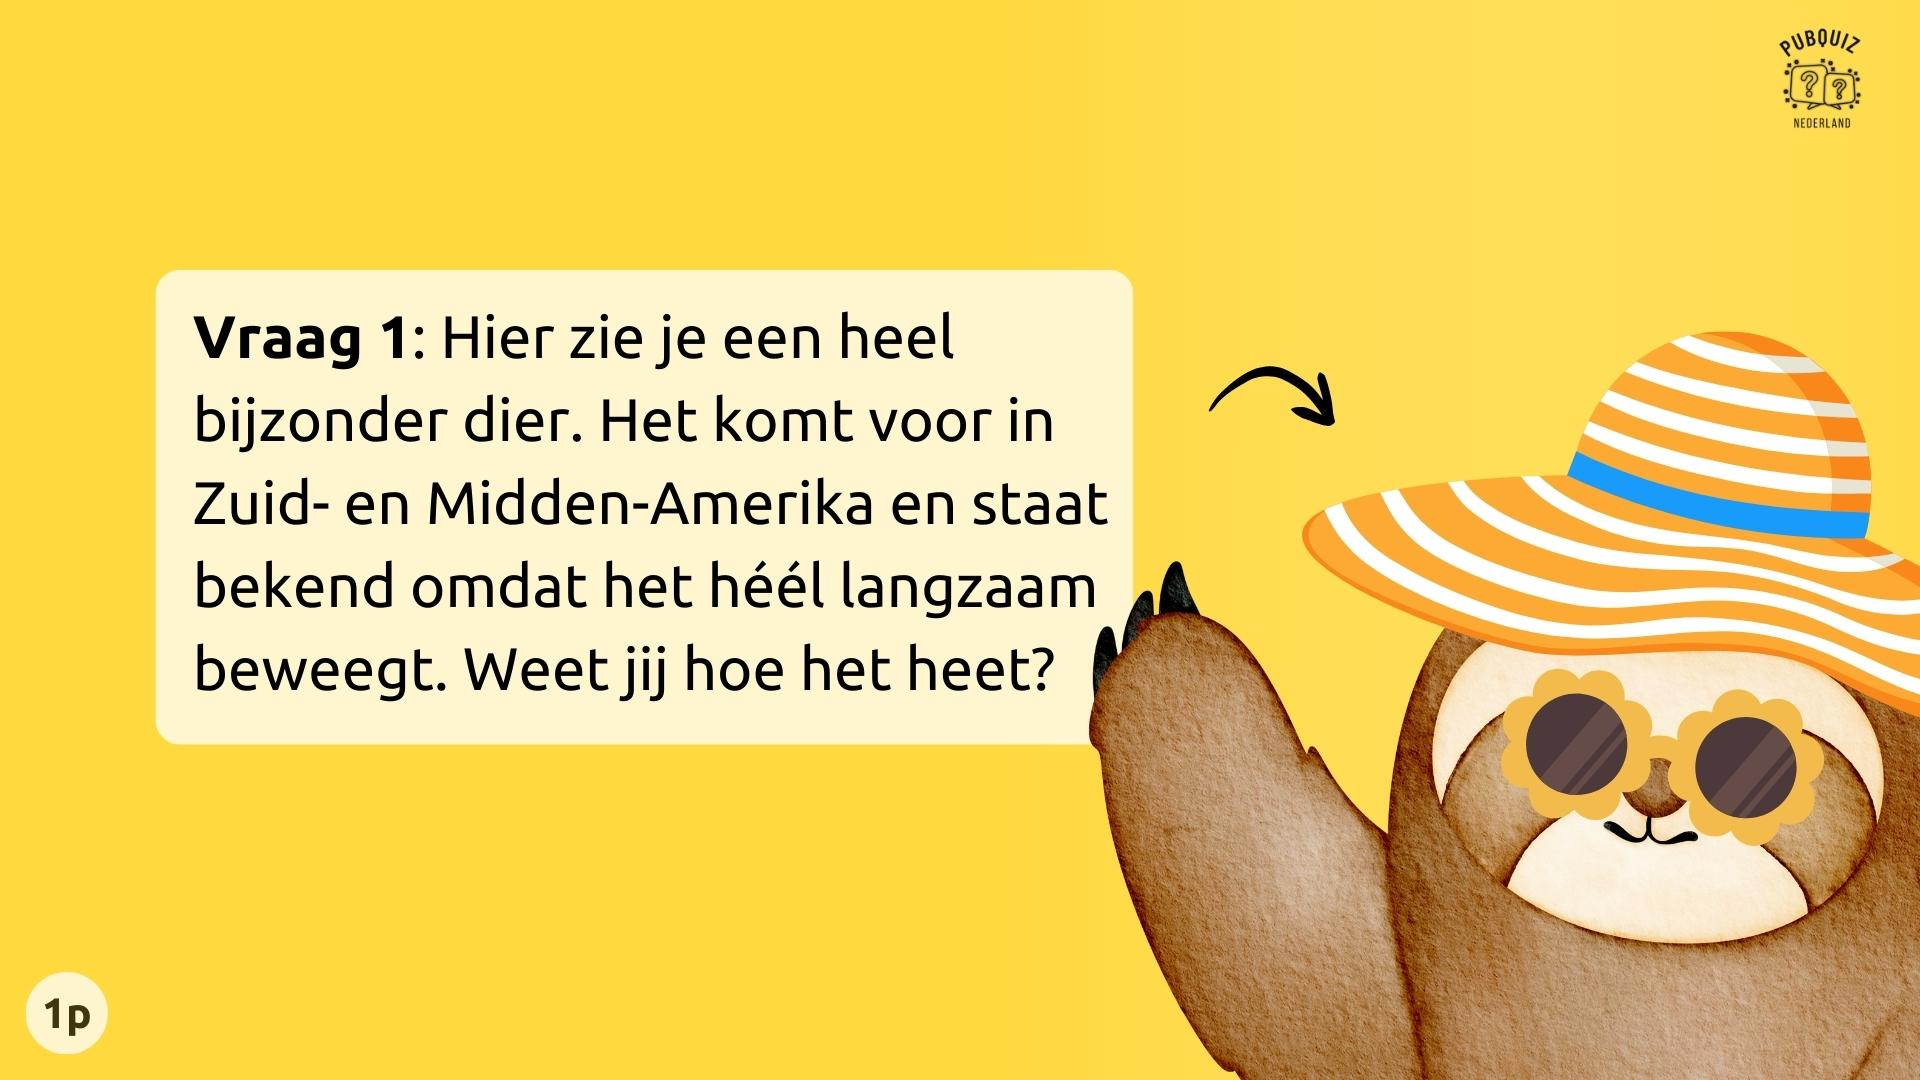 PUBQUIZ
? ?
NEDERLAND
Vraag 1: Hier zie je een heel
bijzonder dier. Het komt voor in
Zuid- en Midden-Amerika en staat
bekend omdat het héél langzaam
beweegt. Weet jij hoe het heet?
1p